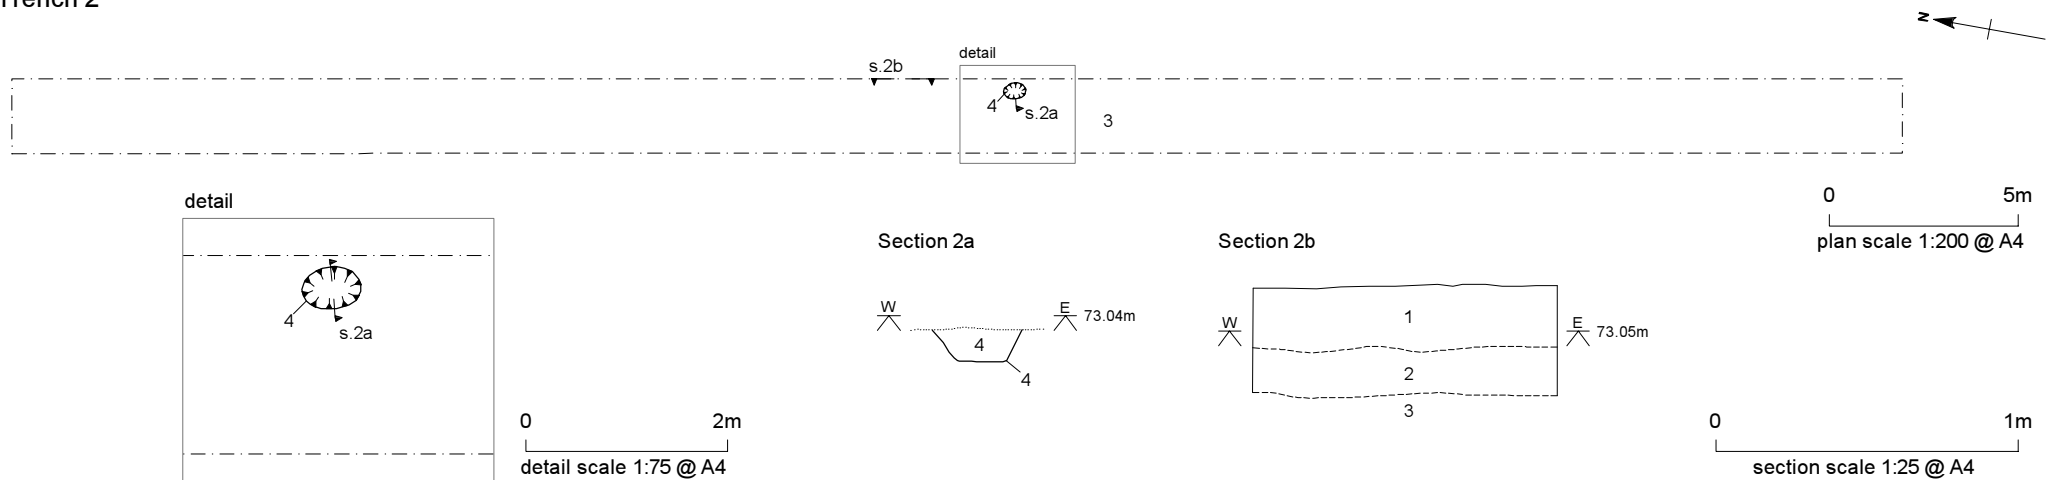 Trench 2
N
detail
s.2b
4
s.2a
3
0 5m
plan scale 1:200 @ A4
detail
4
s.2a
0 2m
detail scale 1:75 @ A4
Section 2a
W E 73.04m
4
4
Section 2b
1
W E 73.05m
2
3
0 1m
section scale 1:25 @ A4